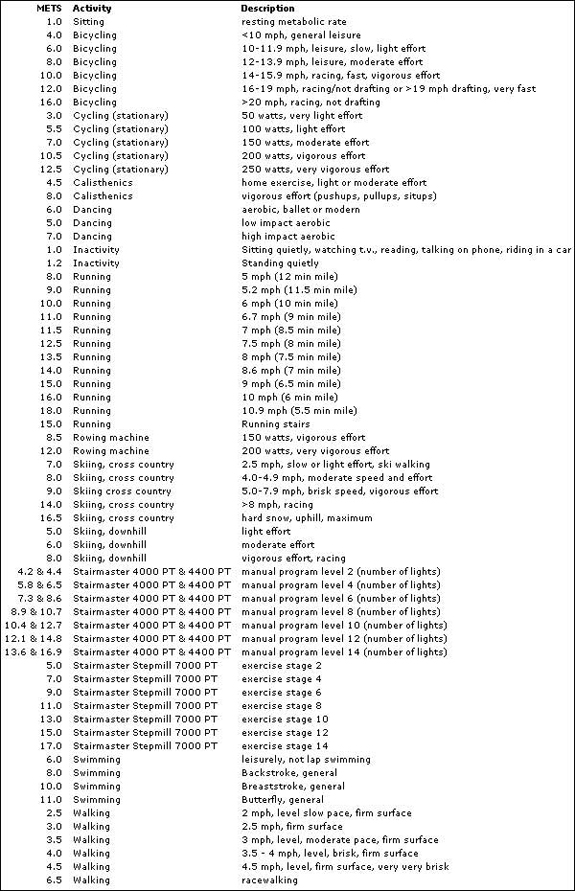 METS Activity Description
1.0 Sitting resting metabolic rate
4.0 Bicycling <10 mph, general leisure
6.0 Bicycling 10-11.9 mph, leisure, slow, light effort
8.0 Bicycling 12-13.9 mph, leisure, moderate effort
10.0 Bicycling 14-15.9 mph, racing, fast, vigorous effort
12.0 Bicycling 16-19 mph, racing/not drafting or >19 mph drafting, very fast
16.0 Bicycling >20 mph, racing, not drafting
3.0 Cycling (stationary) 50 watts, very light effort
5.5 Cycling (stationary) 100 watts, light effort
7.0 Cycling (stationary) 150 watts, moderate effort
10.5 Cycling (stationary) 200 watts, vigorous effort
12.5 Cycling (stationary) 250 watts, very vigorous effort
4.5 Calisthenics home exercise, light or moderate effort
8.0 Calisthenics vigorous effort (pushups, pullups, situps)
6.0 Dancing aerobic, ballet or modern
5.0 Dancing low impact aerobic
7.0 Dancing high impact aerobic
1.0 Inactivity Sitting quietly, watching t.v., reading, talking on phone, riding in a car
1.2 Inactivity Standing quietly
8.0 Running 5 mph (12 min mile)
9.0 Running 5.2 mph (11.5 min mile)
10.0 Running 6 mph (10 min mile)
11.0 Running 6.7 mph (9 min mile)
11.5 Running 7 mph (8.5 min mile)
12.5 Running 7.5 mph (8 min mile)
13.5 Running 8 mph (7.5 min mile)
14.0 Running 8.6 mph (7 min mile)
15.0 Running 9 mph (6.5 min mile)
16.0 Running 10 mph (6 min mile)
18.0 Running 10.9 mph (5.5 min mile)
15.0 Running Running stairs
8.5 Rowing machine 150 watts, vigorous effort
12.0 Rowing machine 200 watts, very vigorous effort
7.0 Skiing, cross country 2.5 mph, slow or light effort, ski walking
8.0 Skiing, cross country 4.0-4.9 mph, moderate speed and effort
9.0 Skiing cross country 5.0-7.9 mph, brisk speed, vigorous effort
14.0 Skiing, cross country >8 mph, racing
16.5 Skiing, cross country hard snow, uphill, maximum
5.0 Skiing, downhill light effort
6.0 Skiing, downhill moderate effort
8.0 Skiing, downhill vigorous effort, racing
4.2 & 4.4 Stairmaster 4000 PT & 4400 PT manual program level 2 (number of lights)
5.8 & 6.5 Stairmaster 4000 PT & 4400 PT manual program level 4 (number of lights)
7.3 & 8.6 Stairmaster 4000 PT & 4400 PT manual program level 6 (number of lights)
8.9 & 10.7 Stairmaster 4000 PT & 4400 PT manual program level 8 (number of lights)
10.4 & 12.7 Stairmaster 4000 PT & 4400 PT manual program level 10 (number of lights)
12.1 & 14.8 Stairmaster 4000 PT & 4400 PT manual program level 12 (number of lights)
13.6 & 16.9 Stairmaster 4000 PT & 4400 PT manual program level 14 (number of lights)
5.0 Stairmaster Stepmill 7000 PT exercise stage 2
7.0 Stairmaster Stepmill 7000 PT exercise stage 4
9.0 Stairmaster Stepmill 7000 PT exercise stage 6
11.0 Stairmaster Stepmill 7000 PT exercise stage 8
13.0 Stairmaster Stepmill 7000 PT exercise stage 10
15.0 Stairmaster Stepmill 7000 PT exercise stage 12
17.0 Stairmaster Stepmill 7000 PT exercise stage 14
6.0 Swimming leisurely, not lap swimming
8.0 Swimming Backstroke, general
10.0 Swimming Breaststroke, general
11.0 Swimming Butterfly, general
2.5 Walking 2 mph, level slow pace, firm surface
3.0 Walking 2.5 mph, firm surface
3.5 Walking 3 mph, level, moderate pace, firm surface
4.0 Walking 3.5 - 4 mph, level, brisk, firm surface
4.5 Walking 4.5 mph, level, firm surface, very very brisk
6.5 Walking racewalking